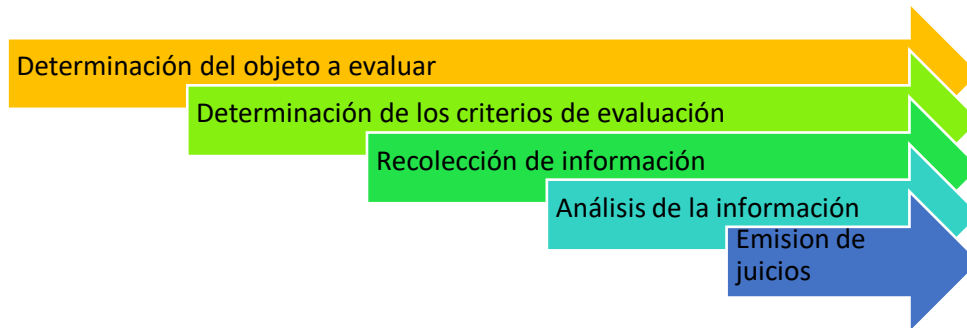 Determinación del objeto a evaluar
Determinación de los criterios de evaluación
Recolección de información
Análisis de la información
Emision de
juicios